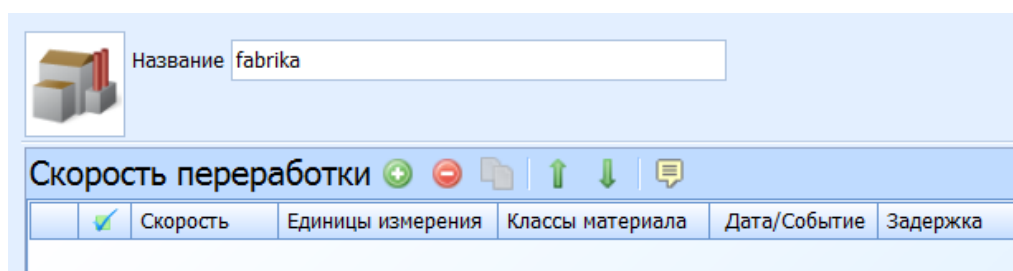 Название fabrika
Скорость переработки
Скорость Единицы измерения Классы материала Дата/Событие Задержка